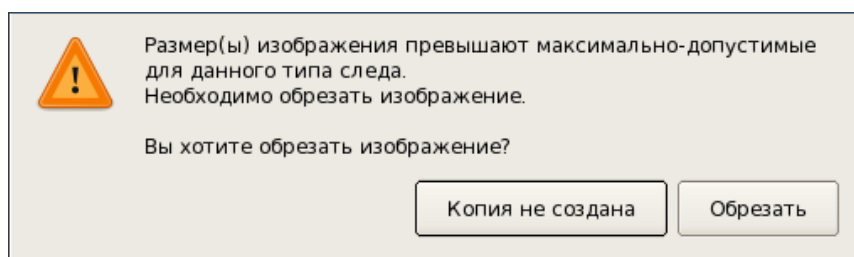 Размер(ы) изображения превышают максимально-допустимые
для данного типа следа.
Необходимо обрезать изображение.
Вы хотите обрезать изображение?
Копия не создана
Обрезать